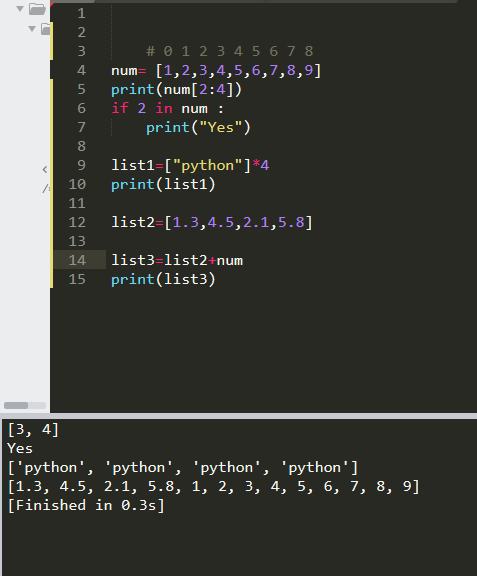 1
2
3 # 0 1 2 3 4 5 6 7 8
4 num= [1,2,3,4,5,6,7,8,9]
5 print(num[2:4])
6 if 2 in num :
7 print("Yes")
8
9 list1=["python"]*4
10 print(list1)
11
12 list2=[1.3,4.5,2.1,5.8]
13
14 list3=list2+num
15 print(list3)
[3, 4]
Yes
['python', 'python', 'python', 'python']
[1.3, 4.5, 2.1, 5.8, 1, 2, 3, 4, 5, 6, 7, 8, 9]
[Finished in 0.3s]